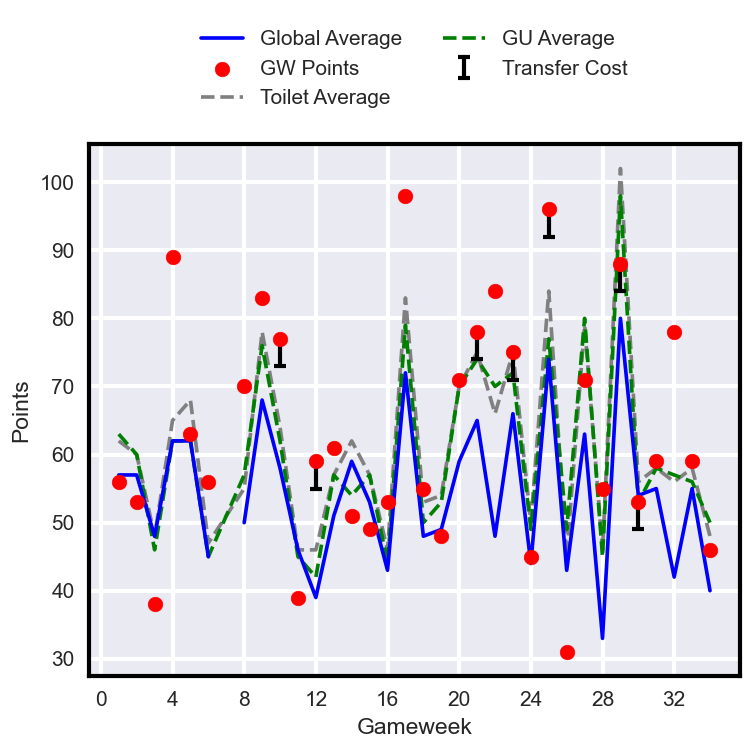 Global Average
GW Points
Toilet Average
GU Average
Transfer Cost
100
90
80
70
60
50
40
30
Points
0 4 8 12 16 20 24 28 32
Gameweek